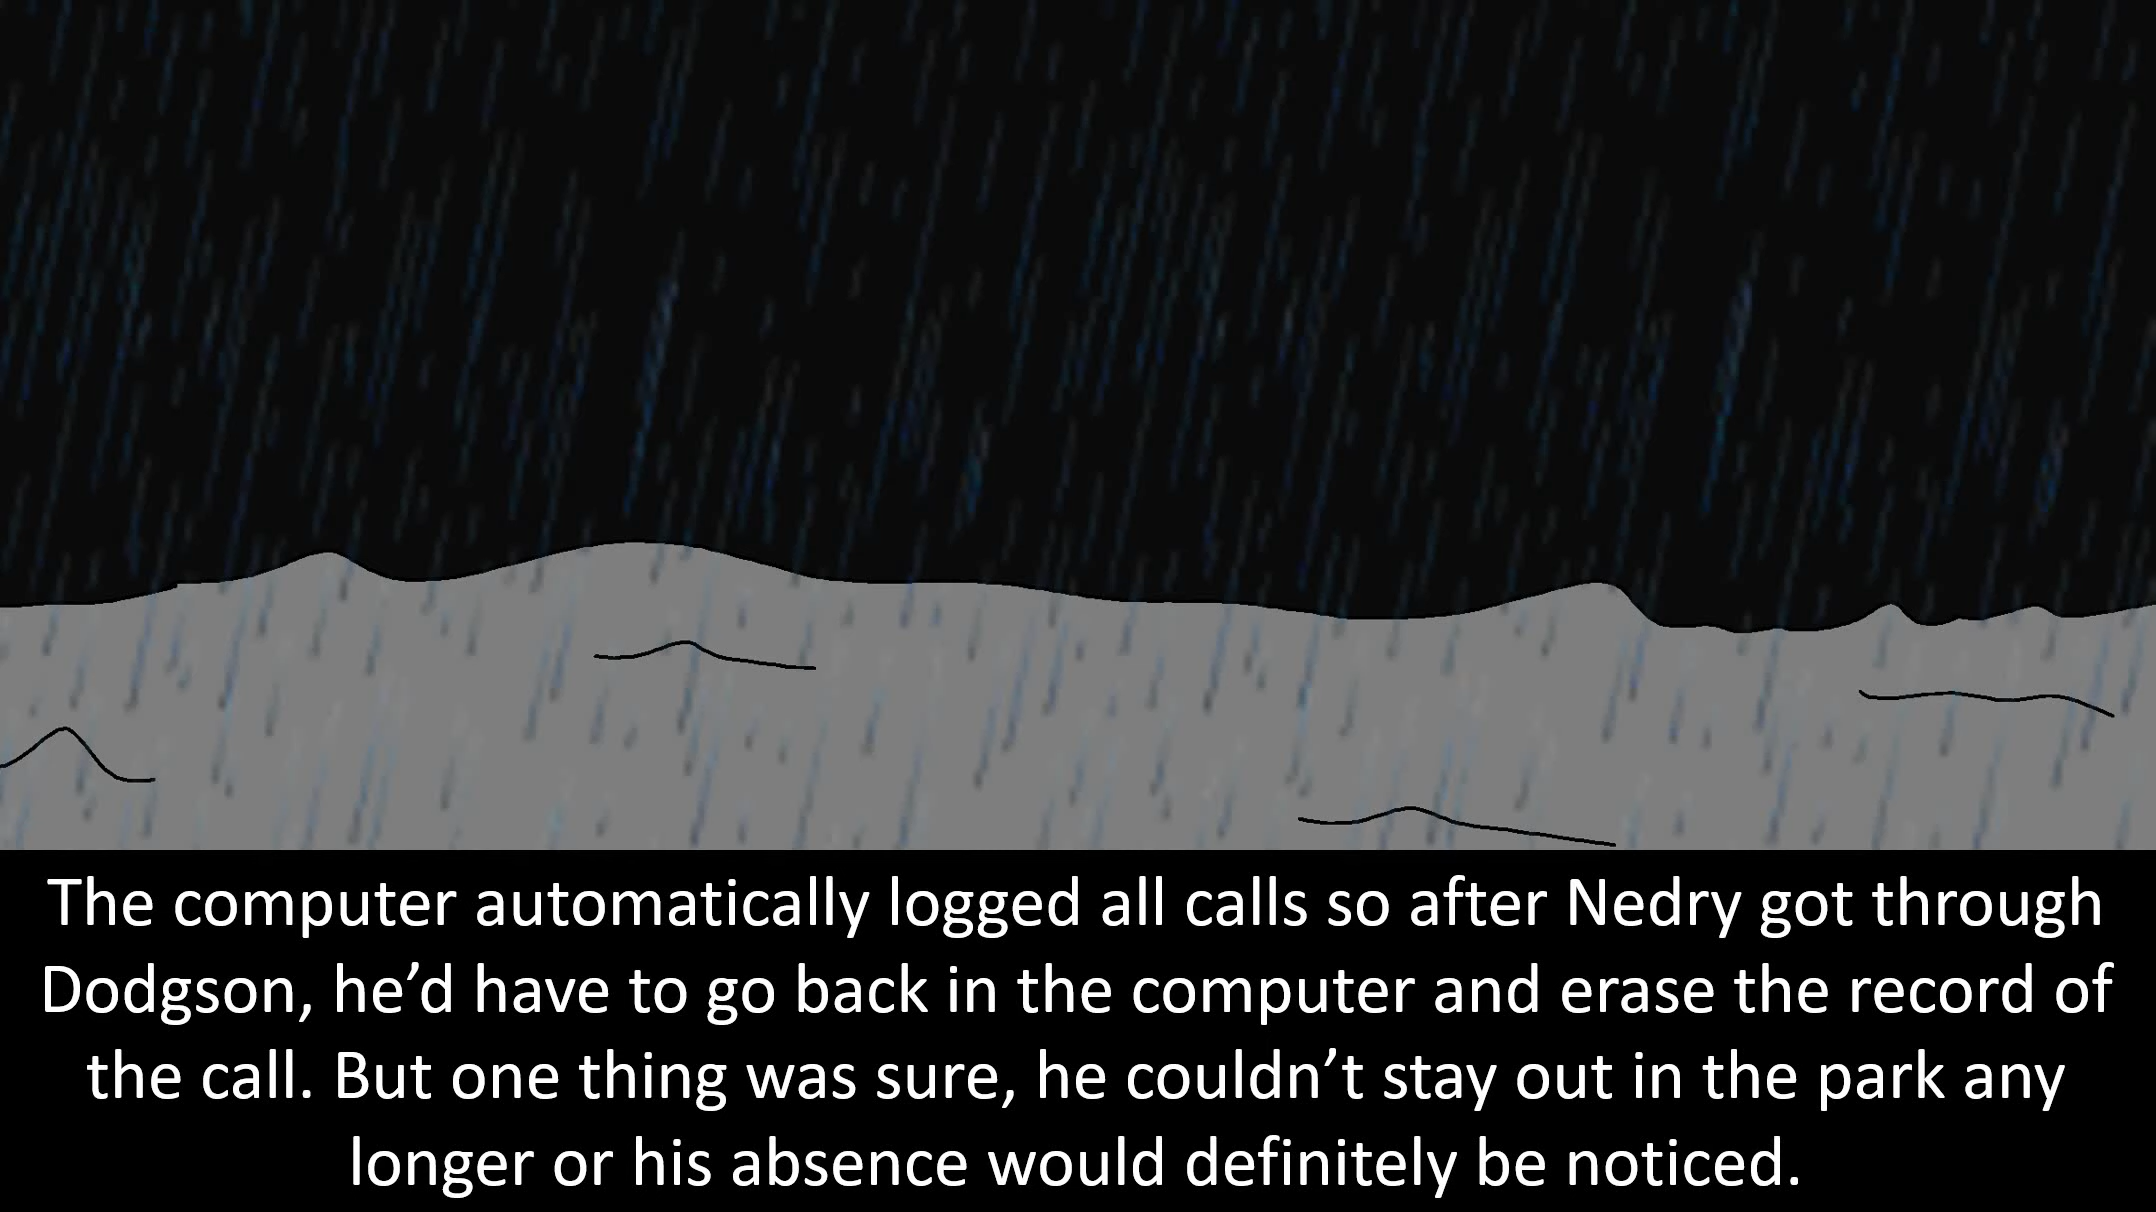 The computer automatically logged all calls so after Nedry got through
Dodgson, he’d have to go back in the computer and erase the record of
the call. But one thing was sure, he couldn’t stay out in the park any
longer or his absence would definitely be noticed.